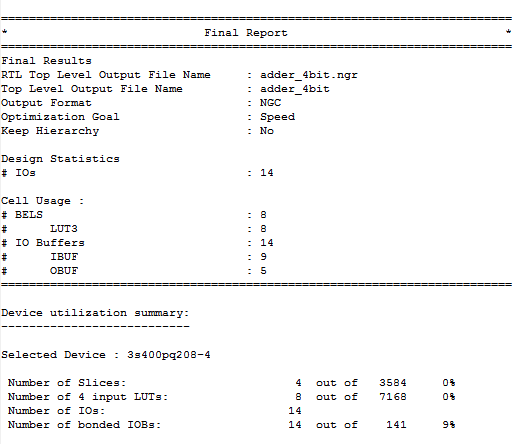 =========================================================================
*                            Final Report                               *
=========================================================================
Final Results
RTL Top Level Output File Name     : adder_4bit.ngr
Top Level Output File Name         : adder_4bit
Output Format                      : NGC
Optimization Goal                  : Speed
Keep Hierarchy                     : No

Design Statistics
# IOs                              : 14

Cell Usage :
# BELS                             : 8
#      LUT3                        : 8
# IO Buffers                       : 14
#      IBUF                        : 9
#      OBUF                        : 5
=========================================================================

Device utilization summary:
---------------------------

Selected Device : 3s400pq208-4

 Number of Slices:                        4  out of   3584     0%
 Number of 4 input LUTs:                  8  out of   7168     0%
 Number of IOs:                          14
 Number of bonded IOBs:                  14  out of    141     9%